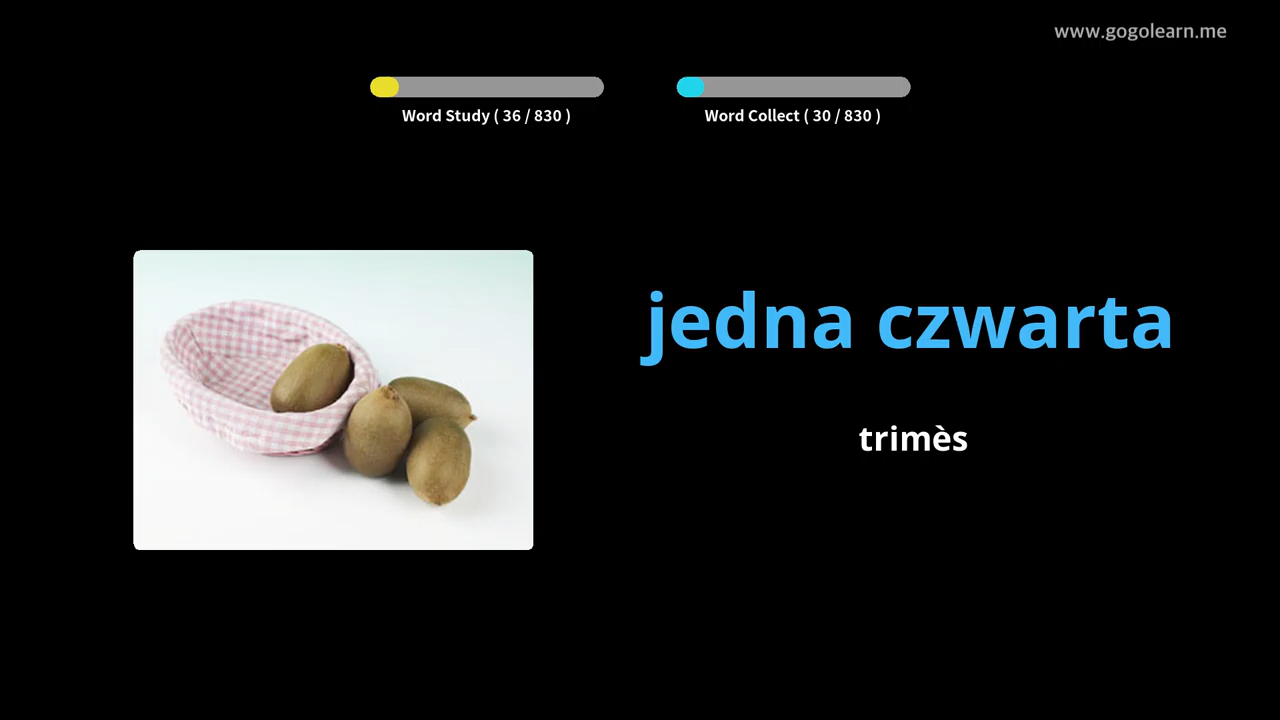 www.gogolearn.me
Word Study ( 36 / 830 )
Word Collect ( 30 / 830 )
jedna czwarta
trimès